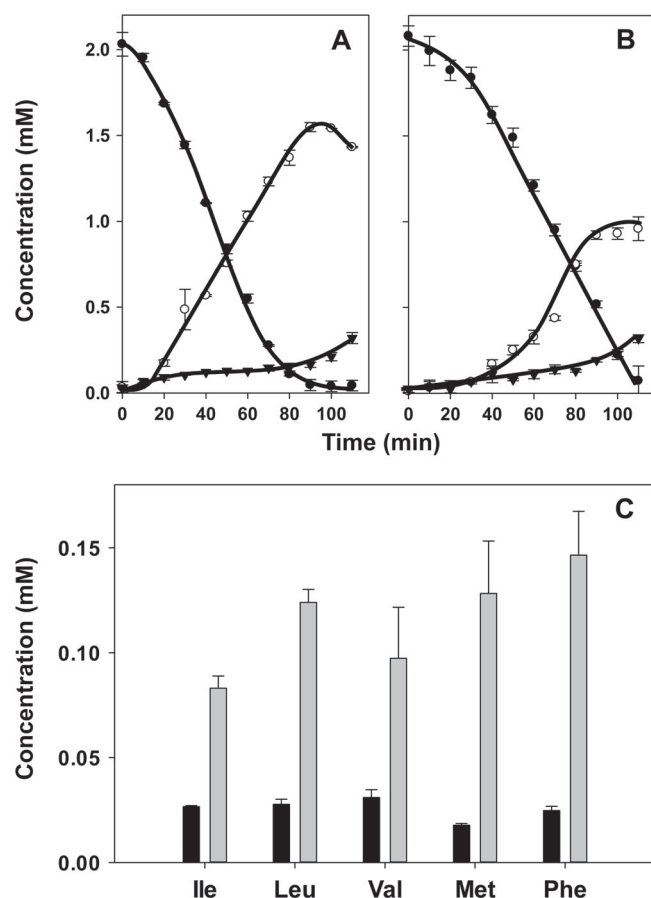 A B
Concentration (mM)
2.0
1.5
1.0
0.5
0.0
0 20 40 60 80 100 0 20 40 60 80 100
Time (min)
C
Concentration (mM)
0.15
0.10
0.05
0.00
Ile Leu Val Met Phe